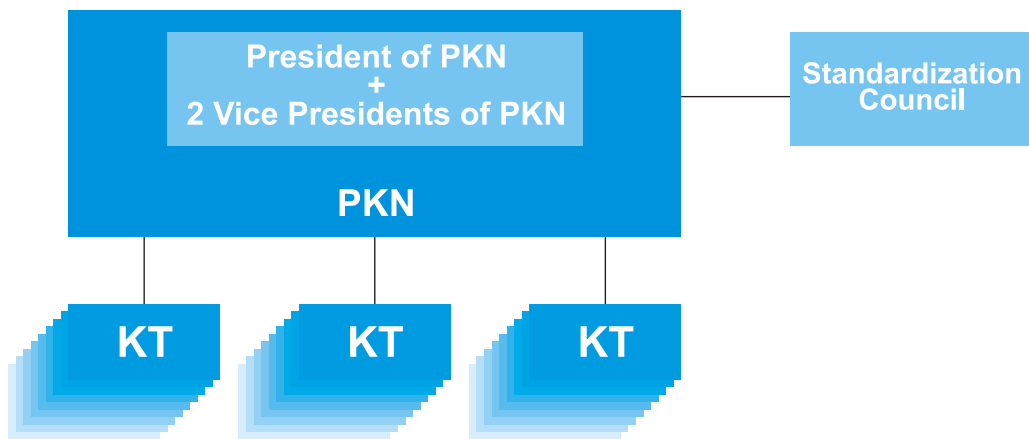 President of PKN
+
2 Vice Presidents of PKN
Standardization
Council
PKN
KT
KT
KT